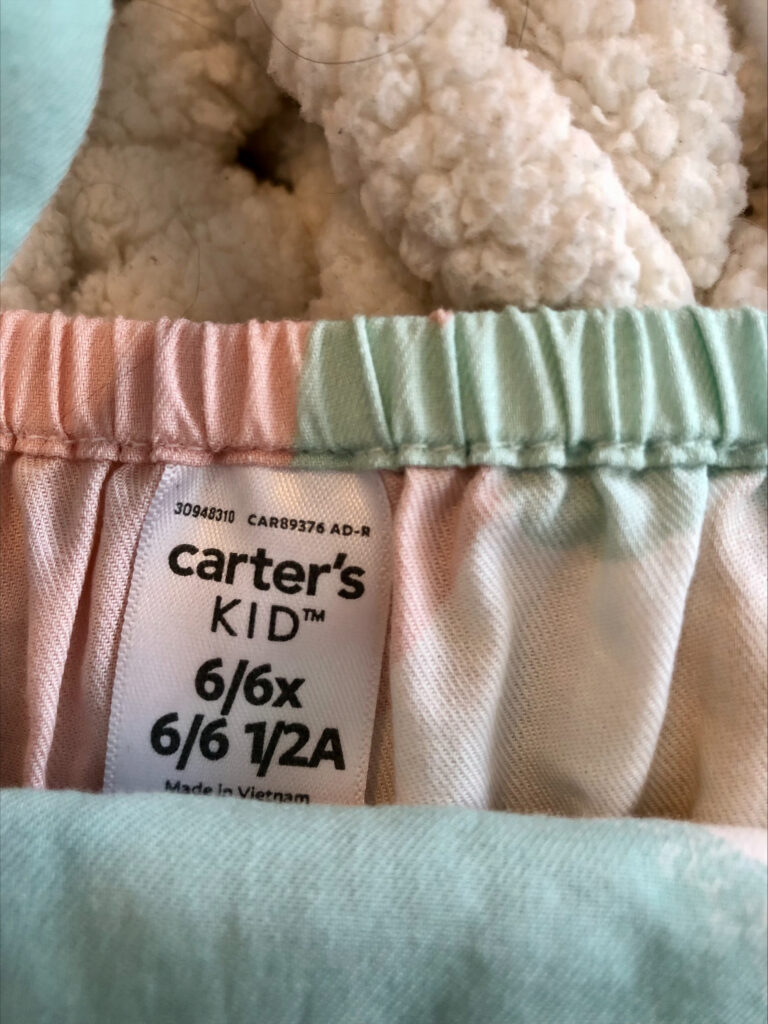 30948310 CAR89376 AD-R
carter's
KID™
6/6x
6/6 1/2A
Made in Vietnam